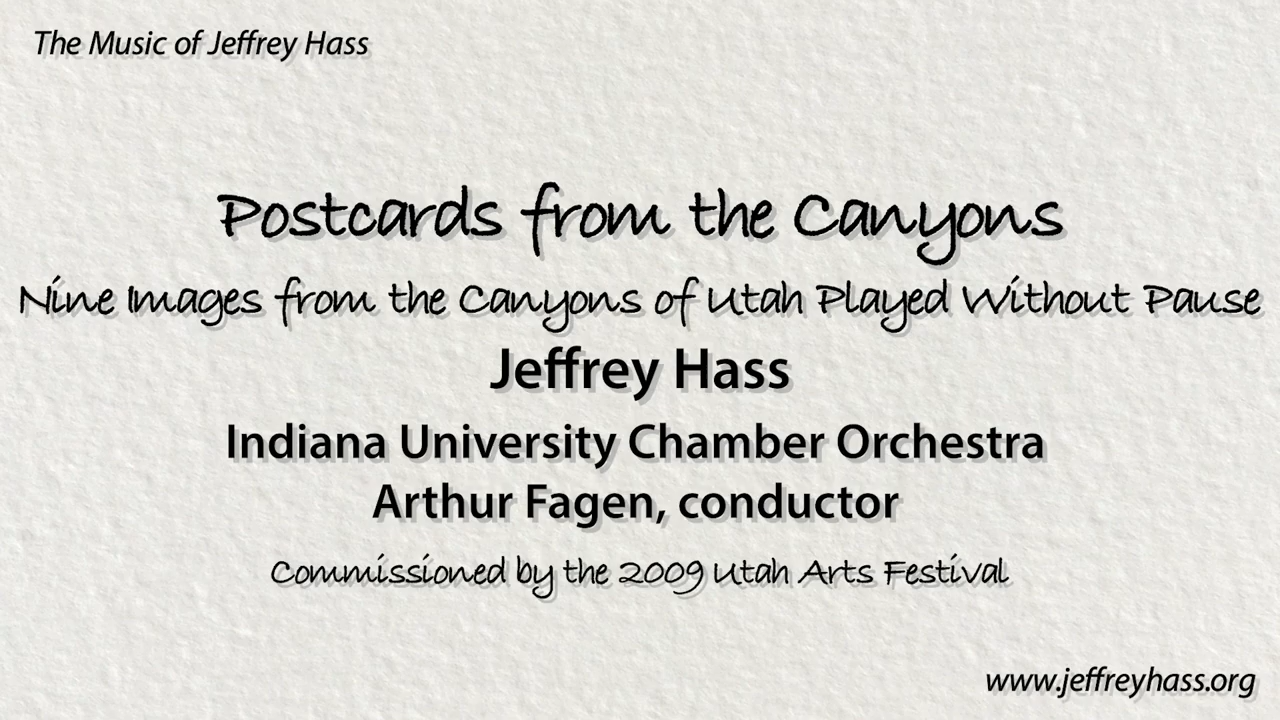 The Music of Jeffrey Hass
Postcards from the Canyons
Nine Images from the Canyons of Utah Played Without Pause
Jeffrey Hass
Indiana University Chamber Orchestra
Arthur Fagen, conductor
Commissioned by the 2009 Utah Arts Festival
www.jeffreyhass.org